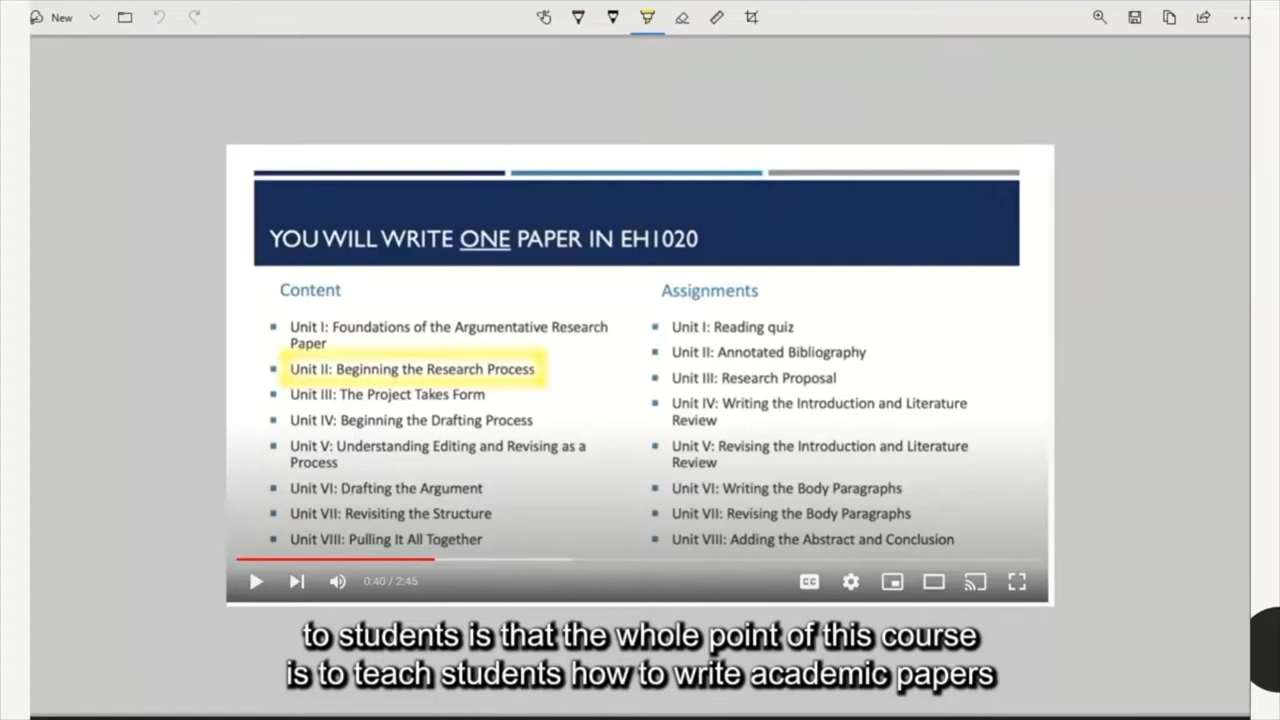 New
YOU WILL WRITE ONE PAPER IN EH1020
Content
Unit I: Foundations of the Argumentative Research
Paper
Unit II: Beginning the Research Process
Unit III: The Project Takes Form
Unit IV: Beginning the Drafting Process
Unit V: Understanding Editing and Revising as a
Process
Unit VI: Drafting the Argument
Unit VII: Revisiting the Structure
Unit VIII: Pulling It All Together
Assignments
Unit I: Reading quiz
Unit II: Annotated Bibliography
Unit III: Research Proposal
Unit IV: Writing the Introduction and Literature
Review
Unit V: Revising the Introduction and Literature
Review
Unit VI: Writing the Body Paragraphs
Unit VII: Revising the Body Paragraphs
Unit VIII: Adding the Abstract and Conclusion
0:40 / 2:45
CC
to students is that the whole point of this course
is to teach students how to write academic papers